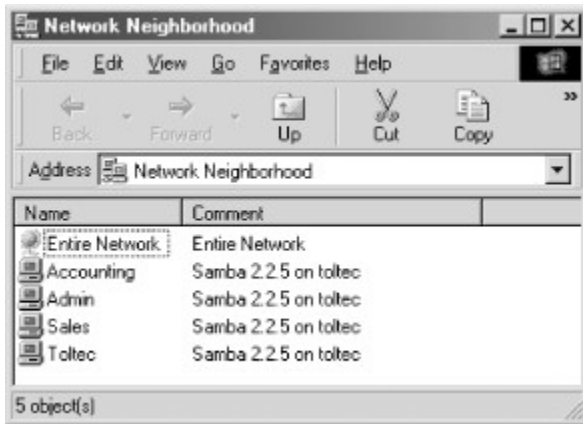 Network Neighborhood
File Edit View Go Favorites Help
Back Forward Up Cut Copy »
Address Network Neighborhood
Name Comment
Entire Network Entire Network
Accounting Samba 2.2.5 on toltec
Admin Samba 2.2.5 on toltec
Sales Samba 2.2.5 on toltec
Toltec Samba 2.2.5 on toltec
5 object(s)